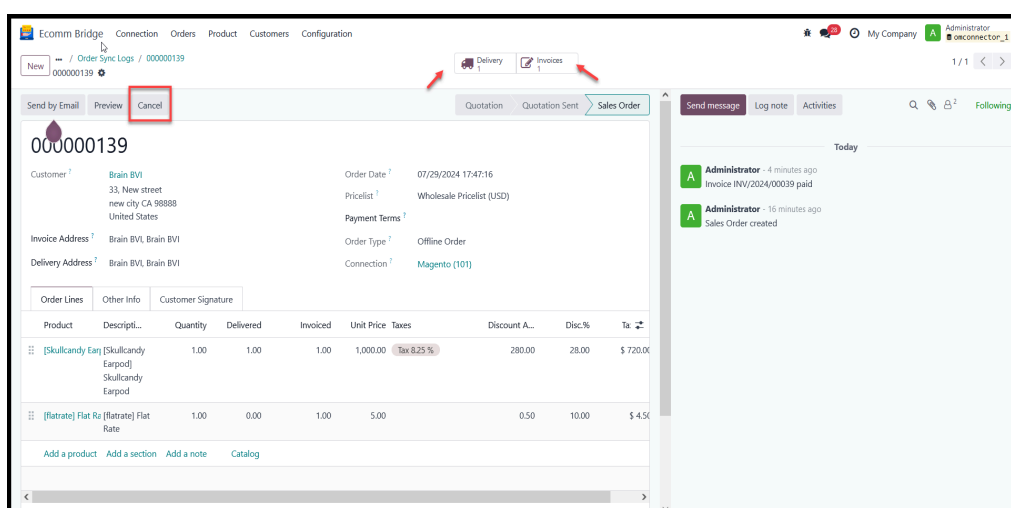 Ecomm Bridge Connection Orders Product Customers Configuration 28 My Company A Administrator
omconnector_1
New ••• / Order Sync Logs / 000000139
000000139
Delivery
1
Invoices
1
1 / 1
Send by Email Preview Cancel Quotation Quotation Sent Sales Order Send message Log note Activities 2 Following
000000139
Today
Customer ? Brain BVI
33, New street
new city CA 98888
United States
Order Date ? 07/29/2024 17:47:16
Pricelist ? Wholesale Pricelist (USD)
Payment Terms ?
Invoice Address ? Brain BVI, Brain BVI
Order Type ? Offline Order
Delivery Address ? Brain BVI, Brain BVI
Connection ? Magento (101)
A Administrator - 4 minutes ago
Invoice INV/2024/00039 paid
A Administrator - 16 minutes ago
Sales Order created
Order Lines Other Info Customer Signature
Product Descripti... Quantity Delivered Invoiced Unit Price Taxes Discount A... Disc.% Ta:
[Skullcandy Earp [Skullcandy 1.00 1.00 1.00 1,000.00 Tax 8.25 % 280.00 28.00 $ 720.00
Earpod]
Skullcandy
Earpod
[flatrate] Flat Ra [flatrate] Flat 1.00 0.00 1.00 5.00 0.50 10.00 $ 4.50
Rate
Add a product Add a section Add a note Catalog